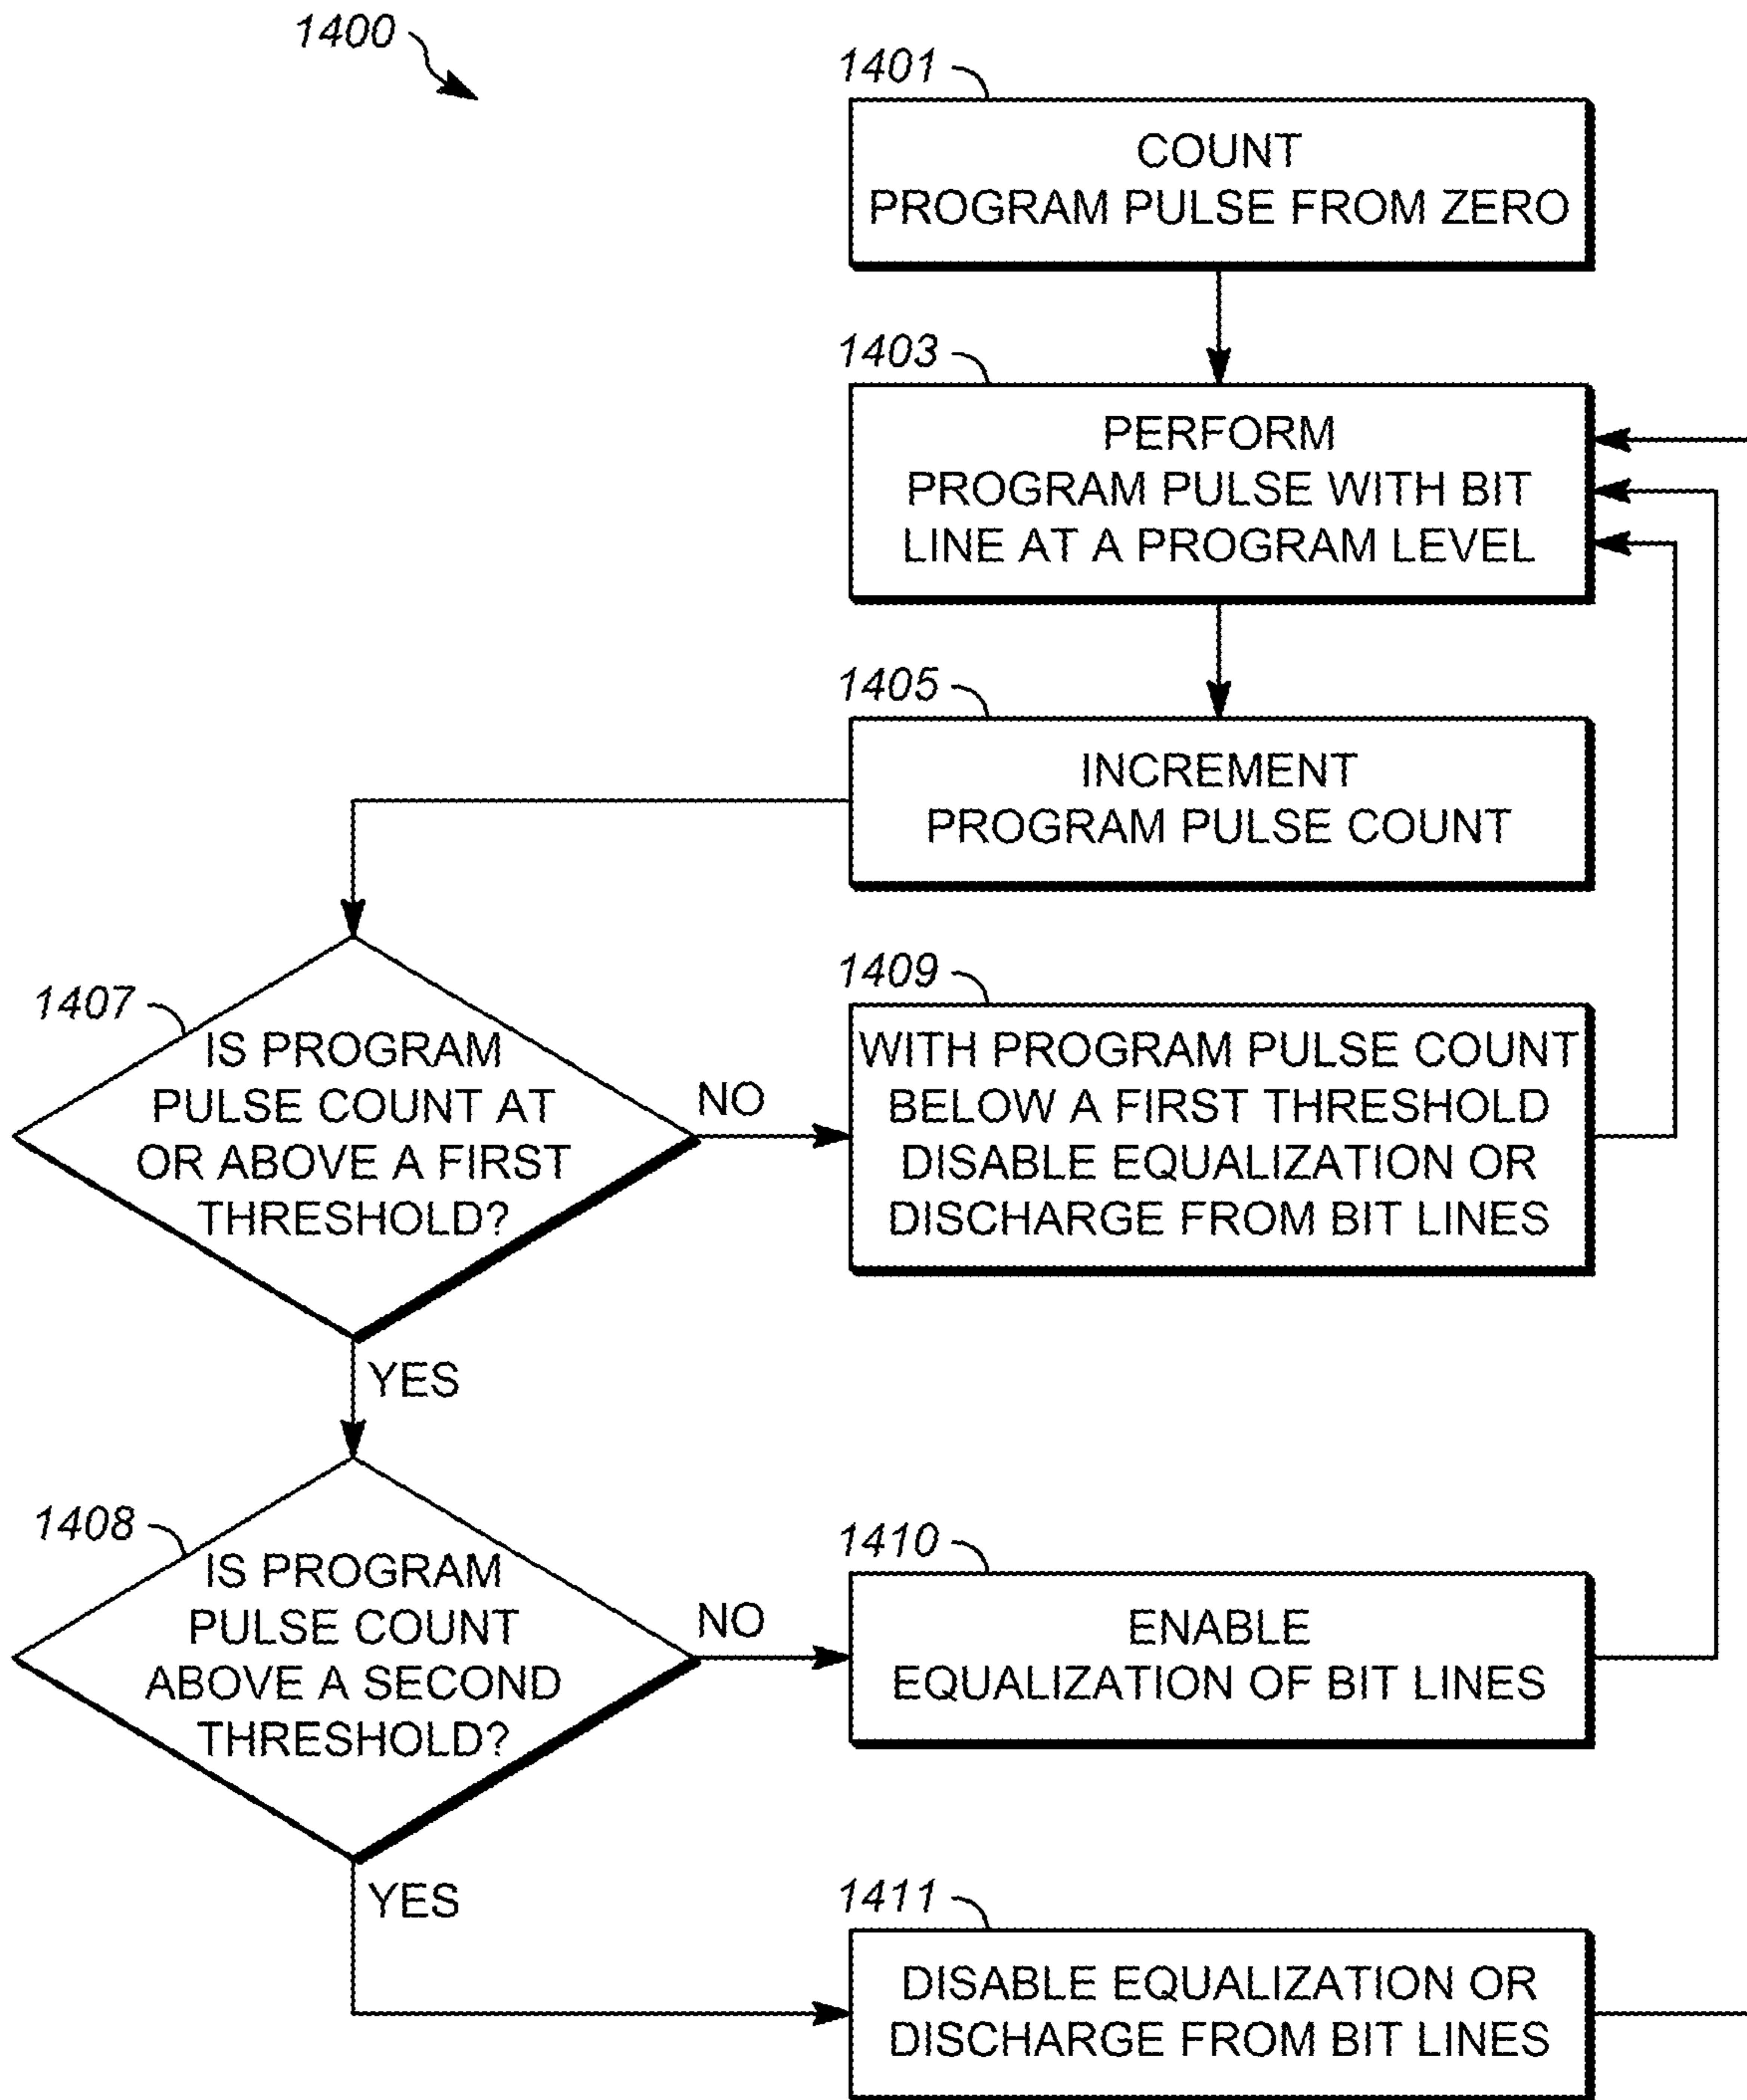 1400
1401
COUNT
PROGRAM PULSE FROM ZERO
1403
PERFORM
PROGRAM PULSE WITH BIT
LINE AT A PROGRAM LEVEL
1405
INCREMENT
PROGRAM PULSE COUNT
1407
IS PROGRAM
PULSE COUNT AT
OR ABOVE A FIRST
THRESHOLD?
NO
YES
1409
WITH PROGRAM PULSE COUNT
BELOW A FIRST THRESHOLD
DISABLE EQUALIZATION OR
DISCHARGE FROM BIT LINES
1408
IS PROGRAM
PULSE COUNT
ABOVE A SECOND
THRESHOLD?
NO
YES
1410
ENABLE
EQUALIZATION OF BIT LINES
1411
DISABLE EQUALIZATION OR
DISCHARGE FROM BIT LINES